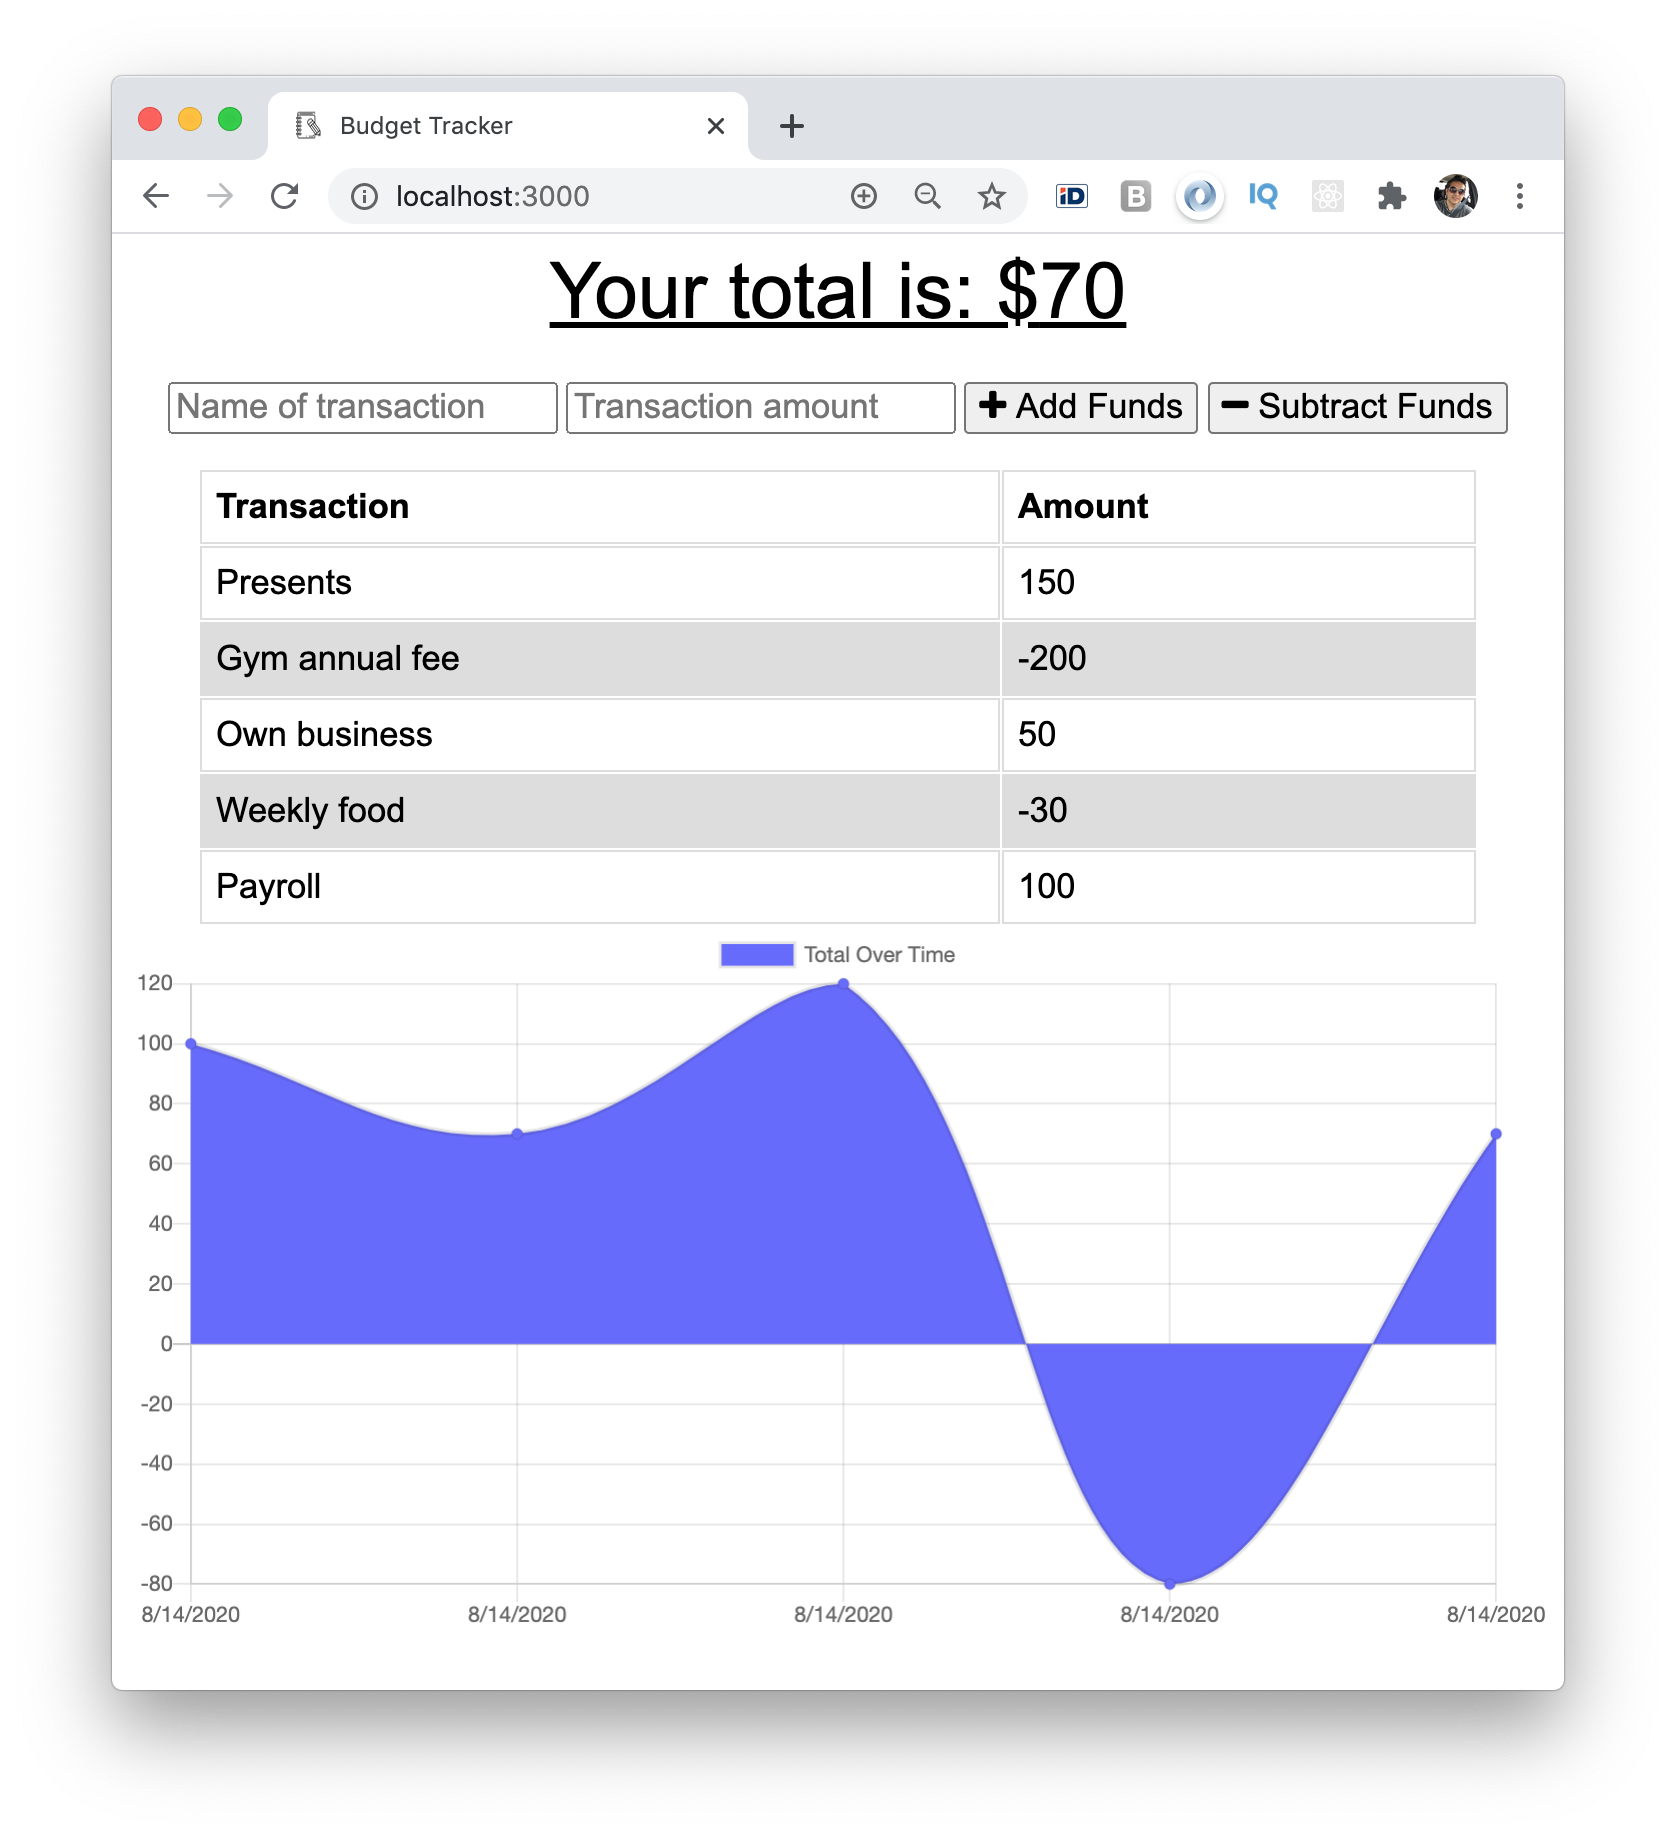 Budget Tracker
localhost:3000
iD
B
IQ
Your total is: $70
Name of transaction Transaction amount Add Funds Subtract Funds
Transaction Amount
Presents 150
Gym annual fee -200
Own business 50
Weekly food -30
Payroll 100
Total Over Time
120
100
80
60
40
20
0
-20
-40
-60
-80
8/14/2020 8/14/2020 8/14/2020 8/14/2020 8/14/2020